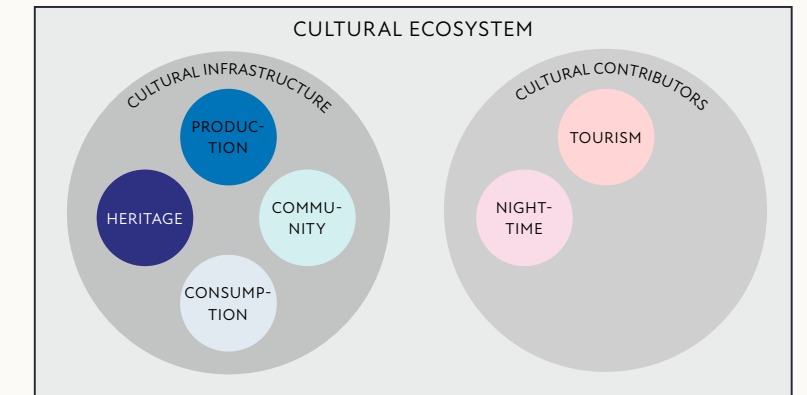 CULTURAL ECOSYSTEM
CULTURAL INFRASTRUCTURE
PRODUC-
TION
HERITAGE
COMMU-
NITY
CONSUMP-
TION
CULTURAL CONTRIBUTORS
TOURISM
NIGHT-
TIME